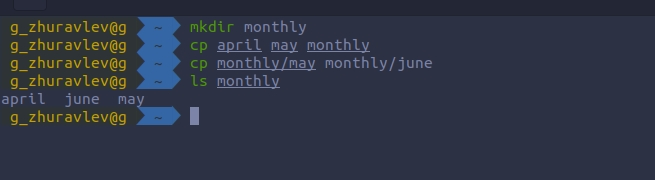 g_zhuravlev@g ~ mkdir monthly
g_zhuravlev@g ~ cp april may monthly
g_zhuravlev@g ~ cp monthly/may monthly/june
g_zhuravlev@g ~ ls monthly
april june may
g_zhuravlev@g ~